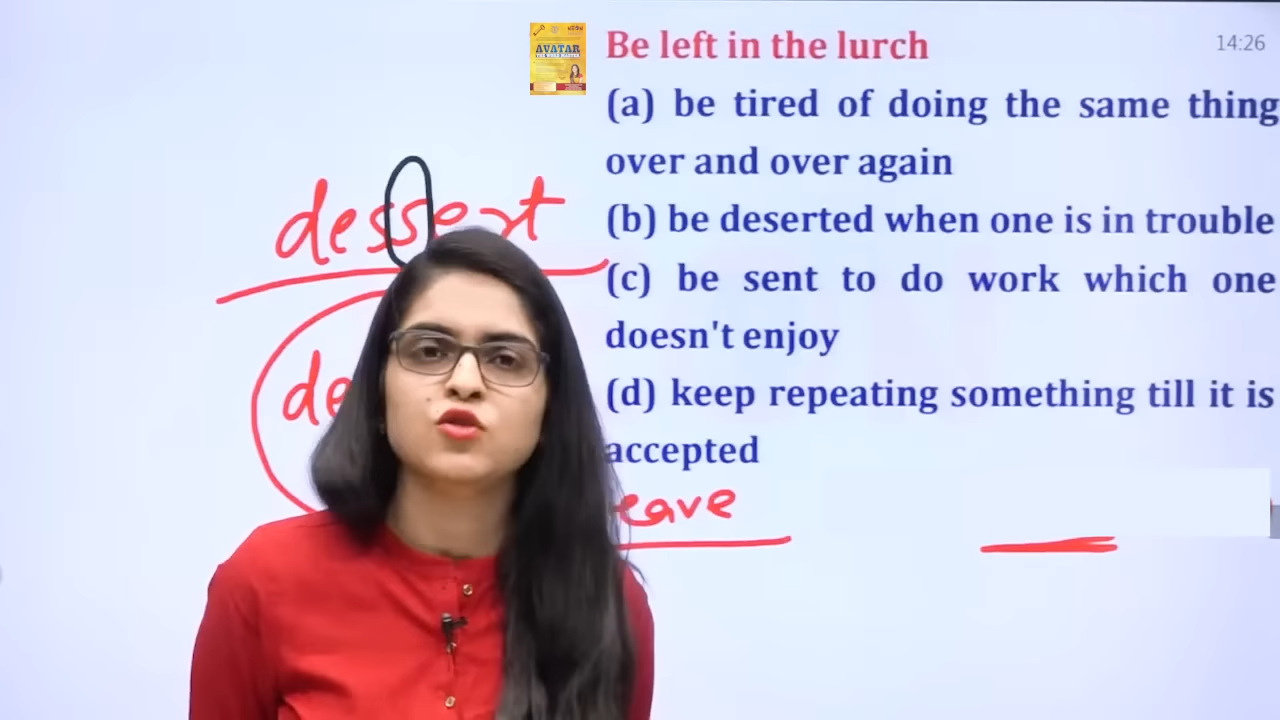 AVATAR
Be left in the lurch
14:26
(a) be tired of doing the same thing
over and over again
(b) be deserted when one is in trouble
(c) be sent to do work which one
doesn't enjoy
(d) keep repeating something till it is
accepted
dessert
de
eave